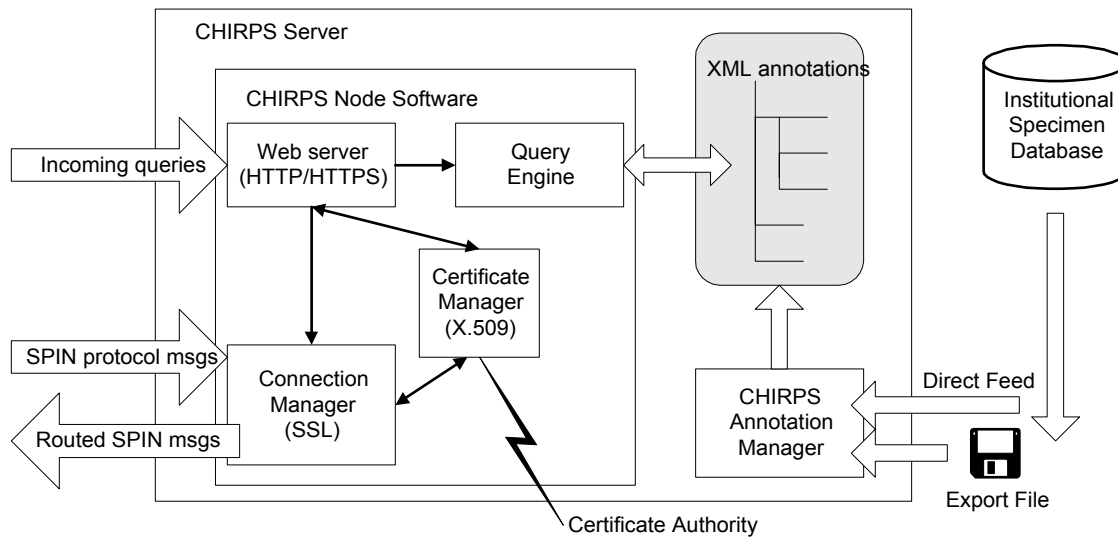 CHIRPS Server
XML annotations
Institutional
Specimen
Database
CHIRPS Node Software
Incoming queries
Web server
(HTTP/HTTPS)
Query
Engine
Certificate
Manager
(X.509)
SPIN protocol msgs
Connection
Manager
(SSL)
Routed SPIN msgs
Direct Feed
CHIRPS
Annotation
Manager
Export File
Certificate Authority